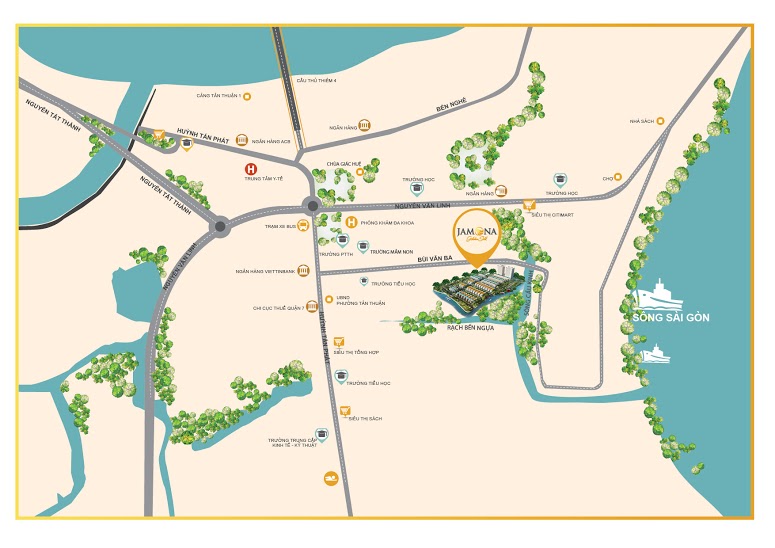 CẦU THỦ THIÊM 4
CẢNG TÂN THUẬN 1
NGUYỄN TẤT THÀNH
BẾN NGHÉ
HUỲNH TẤN PHÁT
NGÂN HÀNG
NHÀ SÁCH
NGÂN HÀNG ACB
CHÙA GIÁC HUỆ
TRUNG TÂM Y-TẾ
TRƯỜNG HỌC
TRƯỜNG HỌC
CHỢ
NGUYỄN TẤT THÀNH
NGÂN HÀNG
NGUYỄN VĂN LINH
SIÊU THỊ CITIMART
TRẠM XE BUS
PHÒNG KHÁM ĐA KHOA
JAMONA
NGUYỄN VĂN LINH
TRƯỜNG PTTH
TRƯỜNG MẦM NON
BÙI VĂN BA
NGÂN HÀNG VIETTINBANK
TRƯỜNG TIỂU HỌC
UBND
PHƯỜNG TÂN THUẬN
CHI CỤC THUẾ QUẬN 7
SÔNG SÀI GÒN
RẠCH BẾN NGỰA
HUỲNH TẤN PHÁT
SIÊU THỊ TỔNG HỢP
TRƯỜNG TIỂU HỌC
SIÊU THỊ SÁCH
TRƯỜNG TRUNG CẤP
KINH TẾ - KỸ THUẬT